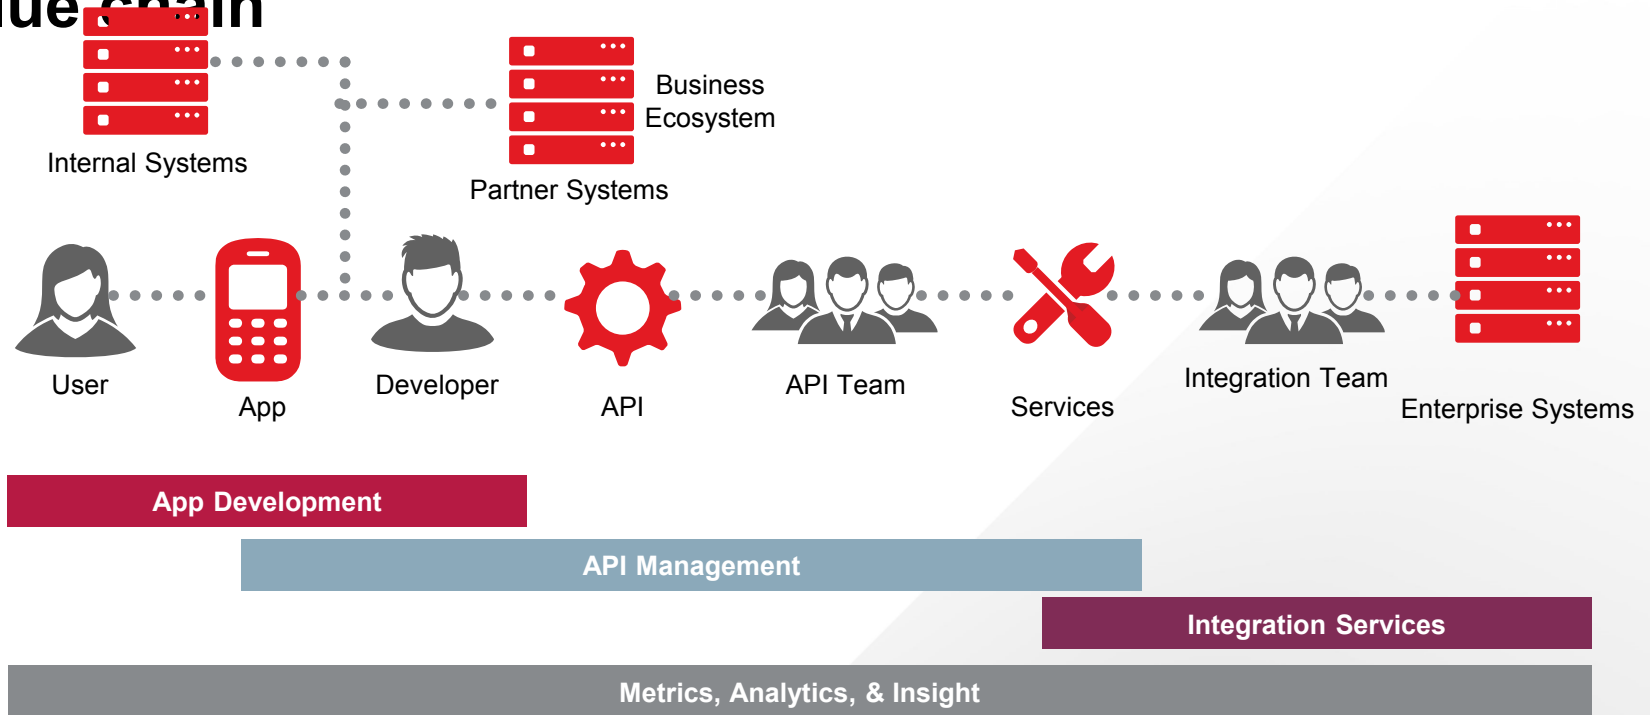 chain
Business
Ecosystem
Internal Systems
Partner Systems
User
App
Developer
API
API Team
Services
Integration Team
Enterprise Systems
App Development
API Management
Integration Services
Metrics, Analytics, & Insight